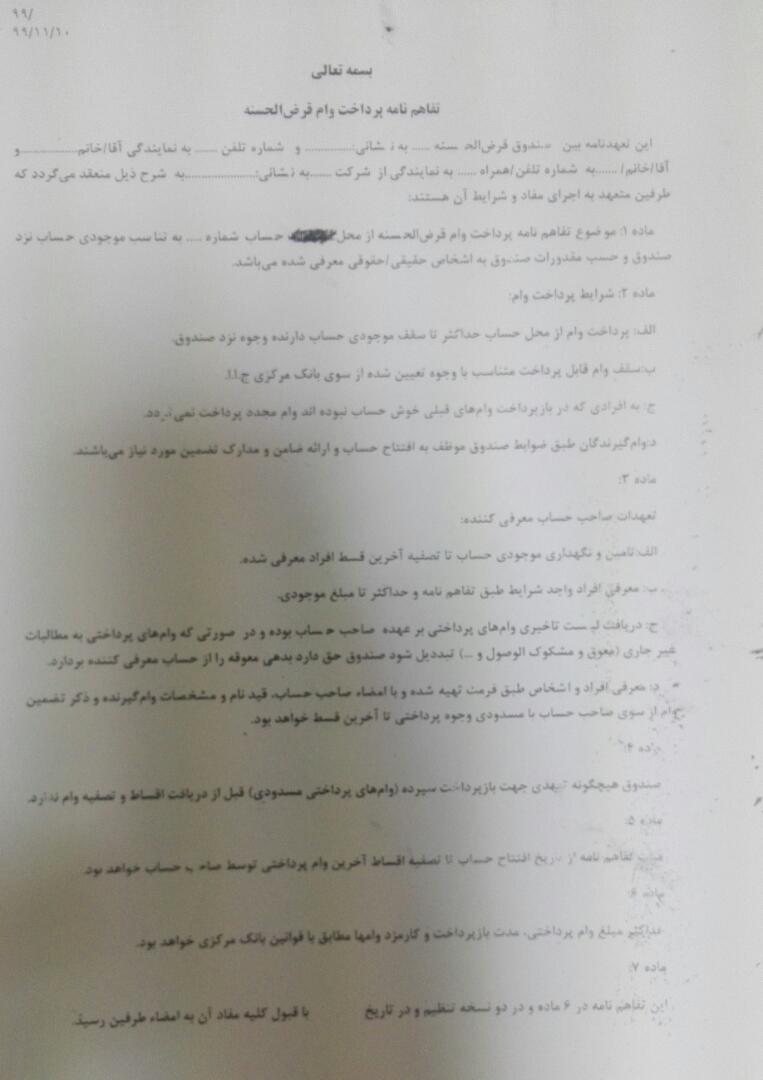 ۹۹/
۹۹/۱۱/۱۰
بسمه تعالی
تفاهم نامه پرداخت وام قرض‌الحسنه
این تعهدنامه بین صندوق قرض‌الحسنه ..... به نشانی:............... و شماره تلفن ...... به نمایندگی آقا/خانم..................و
آقا/خانم/ ......به شماره تلفن/همراه ..... به نمایندگی از شرکت ......به نشانی:......................به شرح ذیل منعقد می‌گردد که
طرفین متعهد به اجرای مفاد و شرایط آن هستند:
ماده ۱: موضوع تفاهم نامه پرداخت وام قرض‌الحسنه از محل حساب شماره .... به تناسب موجودی حساب نزد
صندوق و حسب مقدورات صندوق به اشخاص حقیقی/حقوقی معرفی شده می‌باشد.
ماده ۲: شرایط پرداخت وام:
الف: پرداخت وام از محل حساب حداکثر تا سقف موجودی حساب دارنده وجوه نزد صندوق.
ب:سقف وام قابل پرداخت متناسب با وجوه تعیین شده از سوی بانک مرکزی ج.ا.ا.
ج: به افرادی که در بازپرداخت وام‌های قبلی خوش حساب نبوده اند وام مجدد پرداخت نمی‌گردد.
د:وام‌گیرندگان طبق ضوابط صندوق موظف به افتتاح حساب و ارائه ضامن و مدارک تضمین مورد نیاز می‌باشند.
ماده ۳:
تعهدات صاحب حساب معرفی کننده:
الف:تامین و نگهداری موجودی حساب تا تصفیه آخرین قسط افراد معرفی شده.
ب: معرفی افراد واجد شرایط طبق تفاهم نامه و حداکثر تا مبلغ موجودی.
ج: دریافت لیست تاخیری وام‌های پرداختی بر عهده صاحب حساب بوده و در صورتی که وام‌های پرداختی به مطالبات
غیر جاری (معوق و مشکوک الوصول و ...) تبددیل شود صندوق حق دارد بدهی معوقه را از حساب معرفی کننده بردارد.
د: معرفی افراد و اشخاص طبق فرمت تهیه شده و با امضاء صاحب حساب، قید نام و مشخصات وام‌گیرنده و ذکر تضمین
وام از سوی صاحب حساب با مسدودی وجوه پرداختی تا آخرین قسط خواهد بود.
ماده ۴:
صندوق هیچگونه تعهدی جهت بازپرداخت سپرده (وام‌های پرداختی مسدودی) قبل از دریافت اقساط و تصفیه وام ندارد.
ماده ۵:
مدت تفاهم نامه از تاریخ افتتاح حساب تا تصفیه اقساط آخرین وام پرداختی توسط صاحب حساب خواهد بود.
ماده ۶:
حداکثر مبلغ وام پرداختی، مدت بازپرداخت و کارمزد وامها مطابق با قوانین بانک مرکزی خواهد بود.
ماده ۷:
این تفاهم نامه در ۶ ماده و در دو نسخه تنظیم و در تاریخ با قبول کلیه مفاد آن به امضاء طرفین رسید.